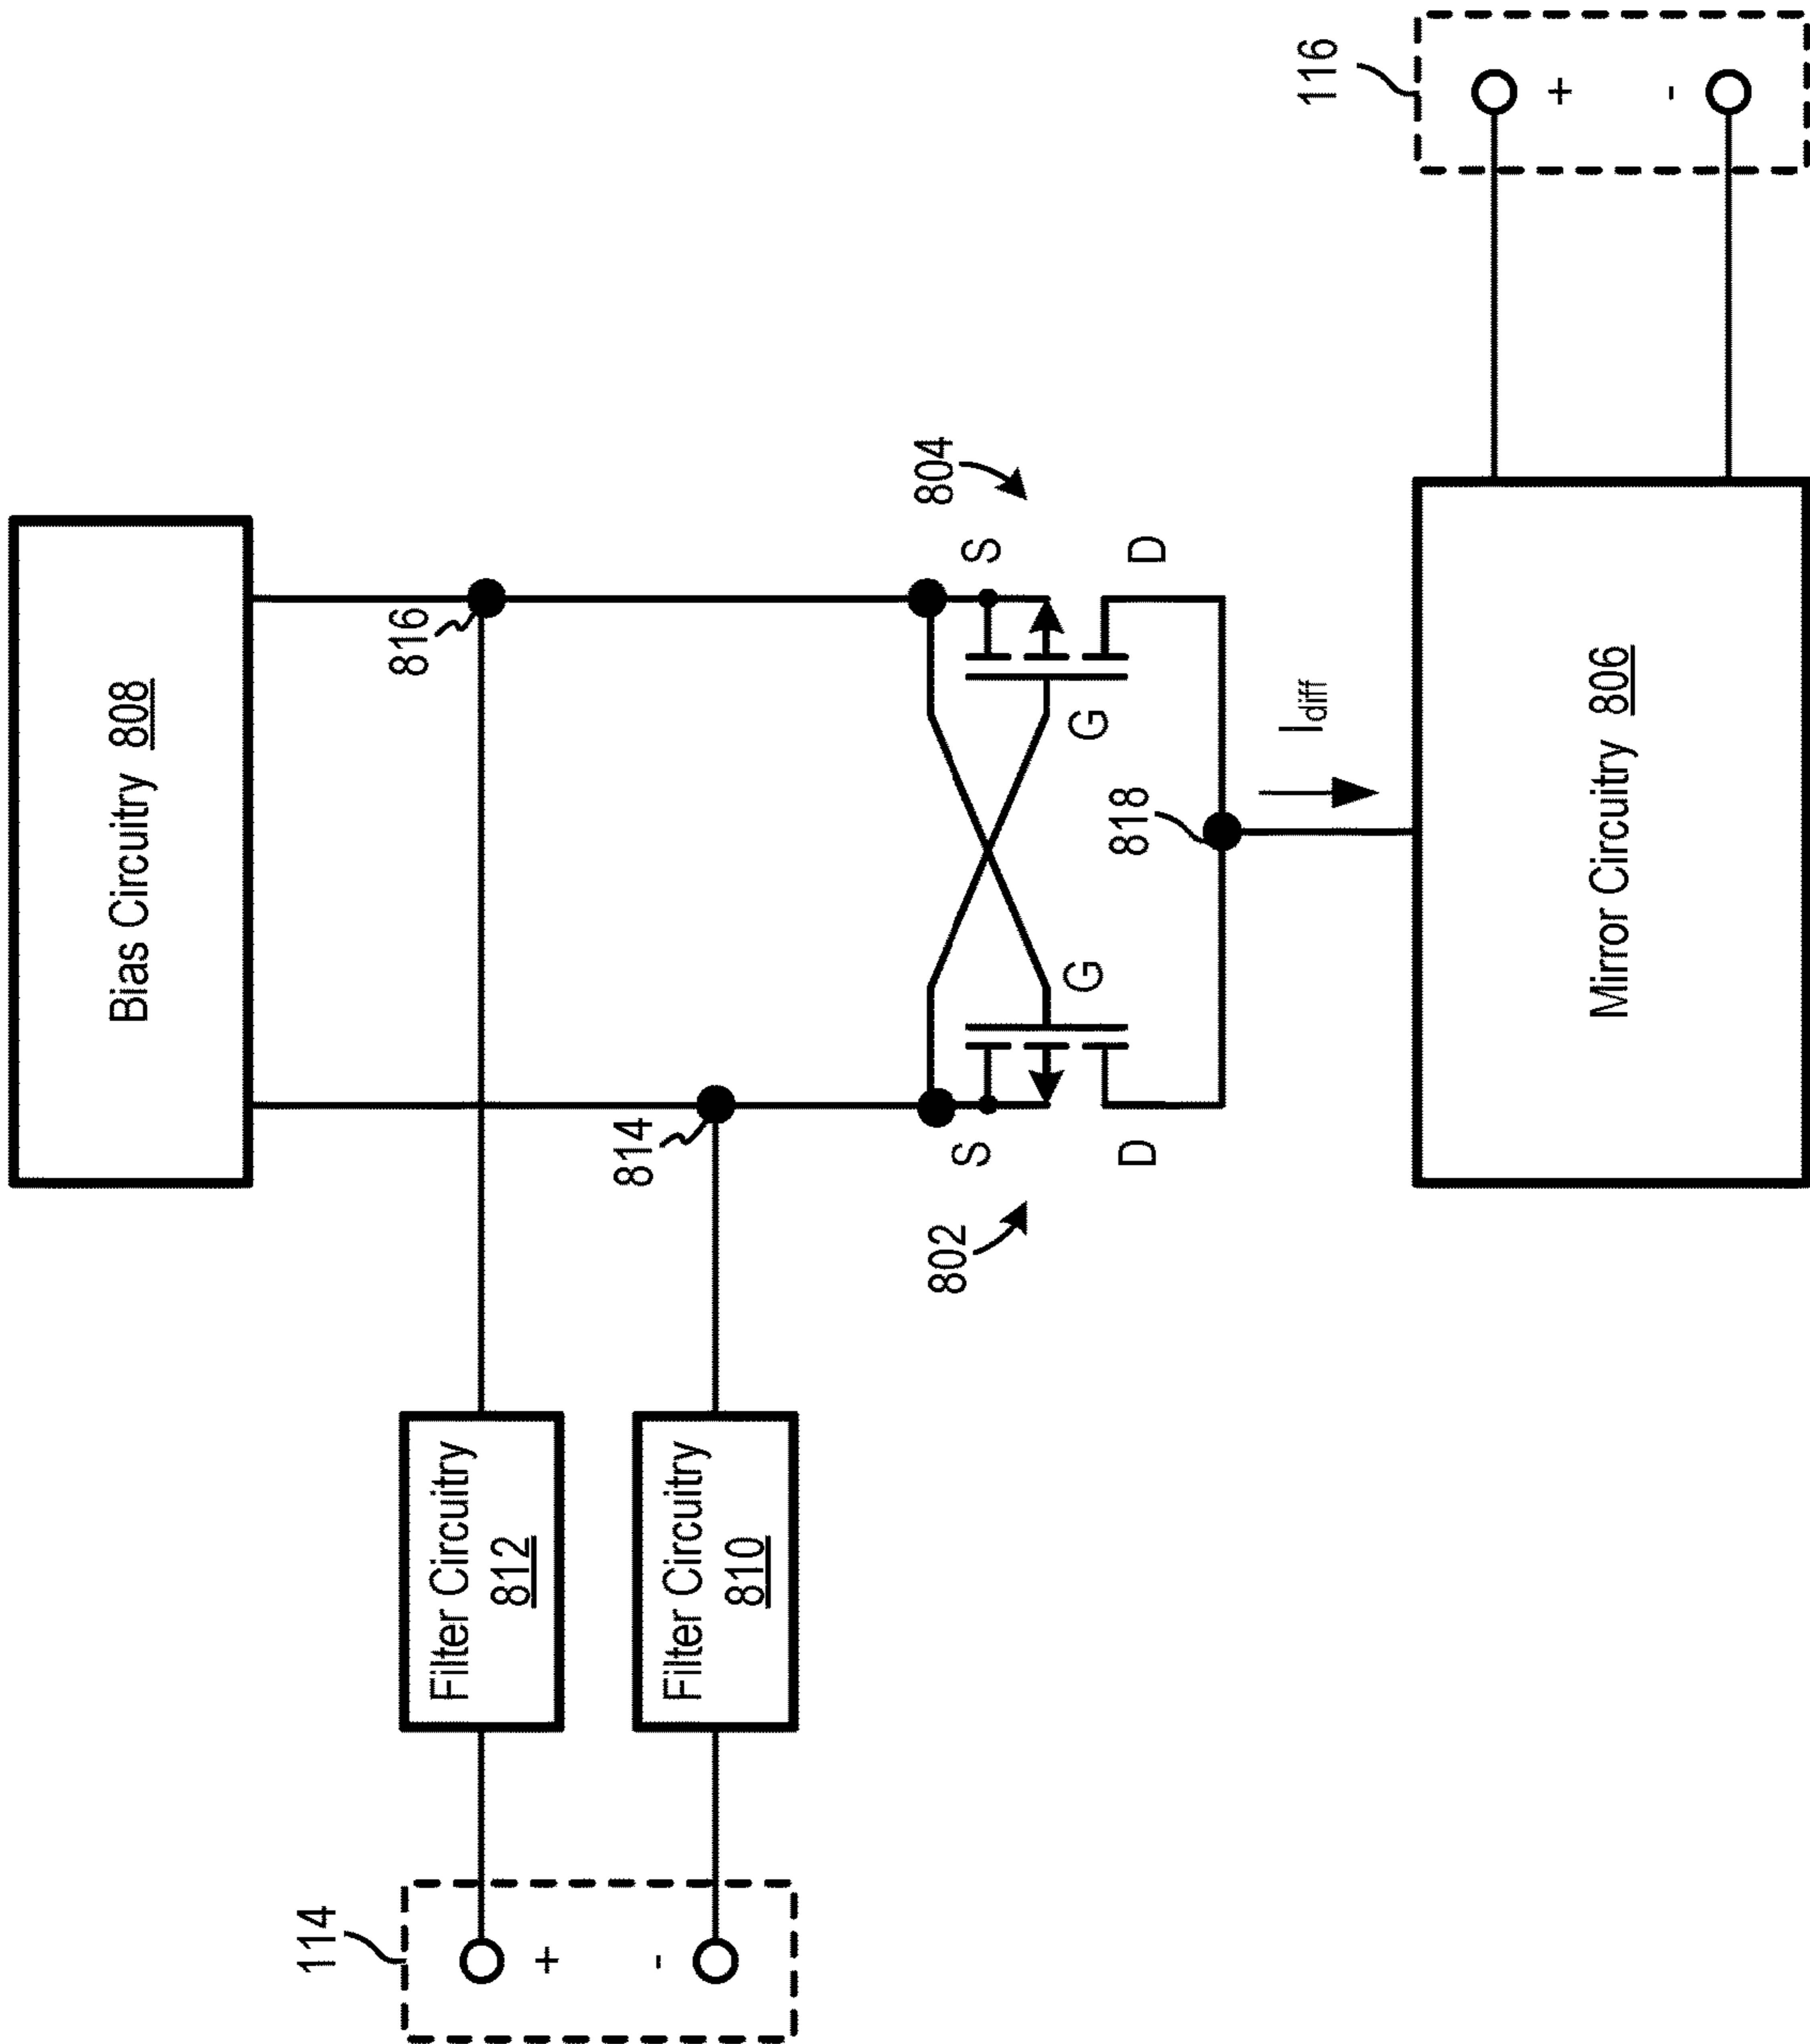 Bias Circuitry 808
816
814
Filter Circuitry
812
Filter Circuitry
810
114
+
-
802
804
S
S
G
G
D
D
818
I_diff
Mirror Circuitry 806
116
+
-